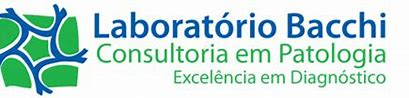 Laboratório Bacchi
Consultoria em Patologia
Excelência em Diagnóstico